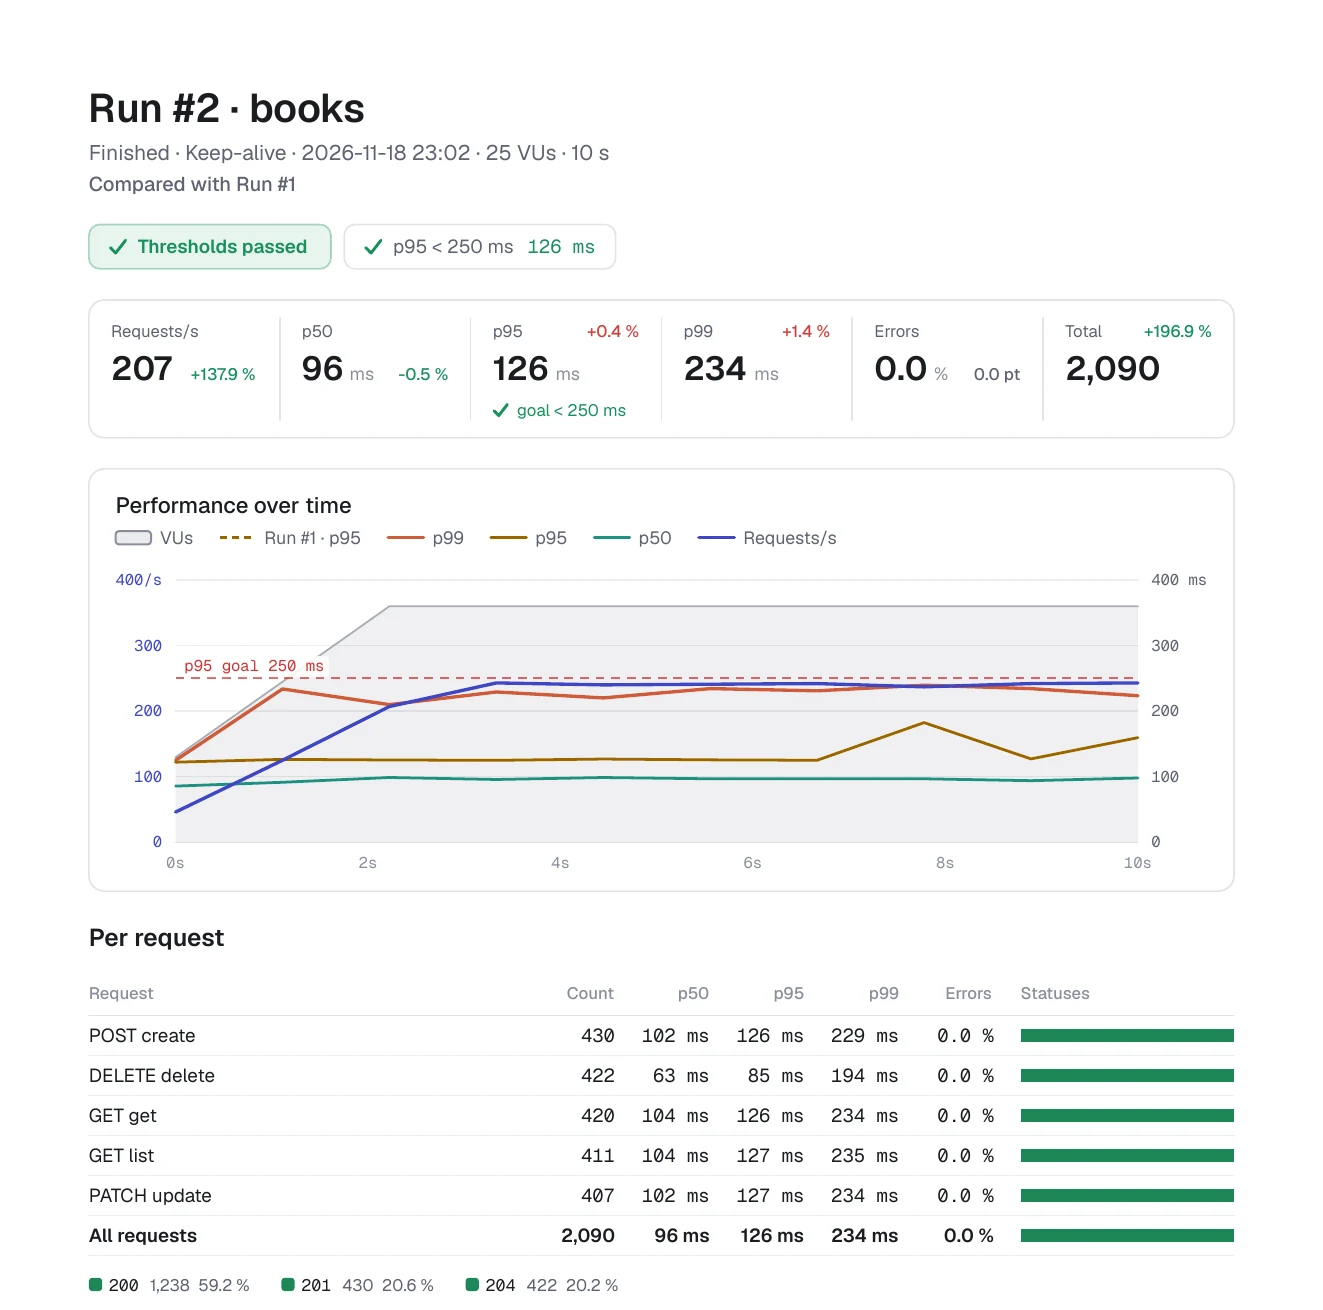 Run #2 · books
Finished · Keep-alive · 2026-11-18 23:02 · 25 VUs · 10 s
Compared with Run #1
Thresholds passed
p95 < 250 ms 126 ms
Requests/s p50 p95 +0.4 % p99 +1.4 % Errors Total +196.9 %
207 +137.9 % 96 ms -0.5 % 126 ms 234 ms 0.0 % 0.0 pt 2,090
goal < 250 ms
Performance over time
VUs Run #1 · p95 p99 p95 p50 Requests/s
400/s 400 ms
300 300
p95 goal 250 ms
200 200
100 100
0 0
0s 2s 4s 6s 8s 10s
Per request
Request Count p50 p95 p99 Errors Statuses
POST create 430 102 ms 126 ms 229 ms 0.0 %
DELETE delete 422 63 ms 85 ms 194 ms 0.0 %
GET get 420 104 ms 126 ms 234 ms 0.0 %
GET list 411 104 ms 127 ms 235 ms 0.0 %
PATCH update 407 102 ms 127 ms 234 ms 0.0 %
All requests 2,090 96 ms 126 ms 234 ms 0.0 %
200 1,238 59.2 % 201 430 20.6 % 204 422 20.2 %